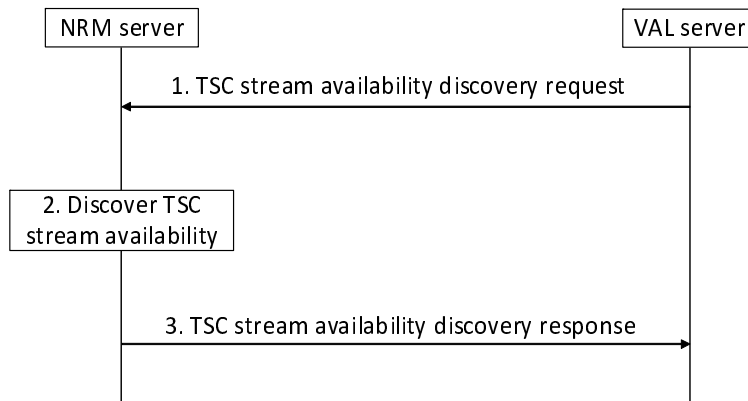 NRM server
VAL server
1. TSC stream availability discovery request
2. Discover TSC
stream availability
3. TSC stream availability discovery response